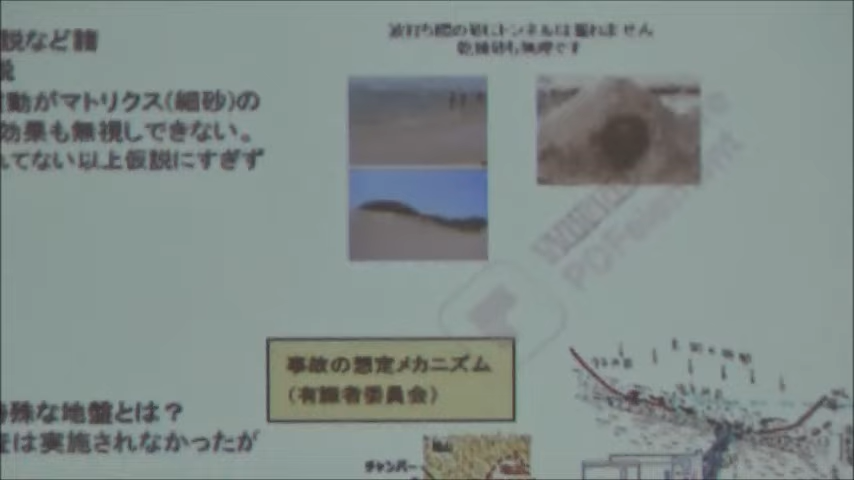 説など諸
説
動がマトリクス(細砂)の
効果も無視しできない。
れてない以上仮説にすぎず
波打ち際の砂にトンネルは掘れません
乾燥砂も無理です
PDFelement
事故の想定メカニズム
(有識者委員会)
特殊な地盤とは？
査は実施されなかったが
チャンバー